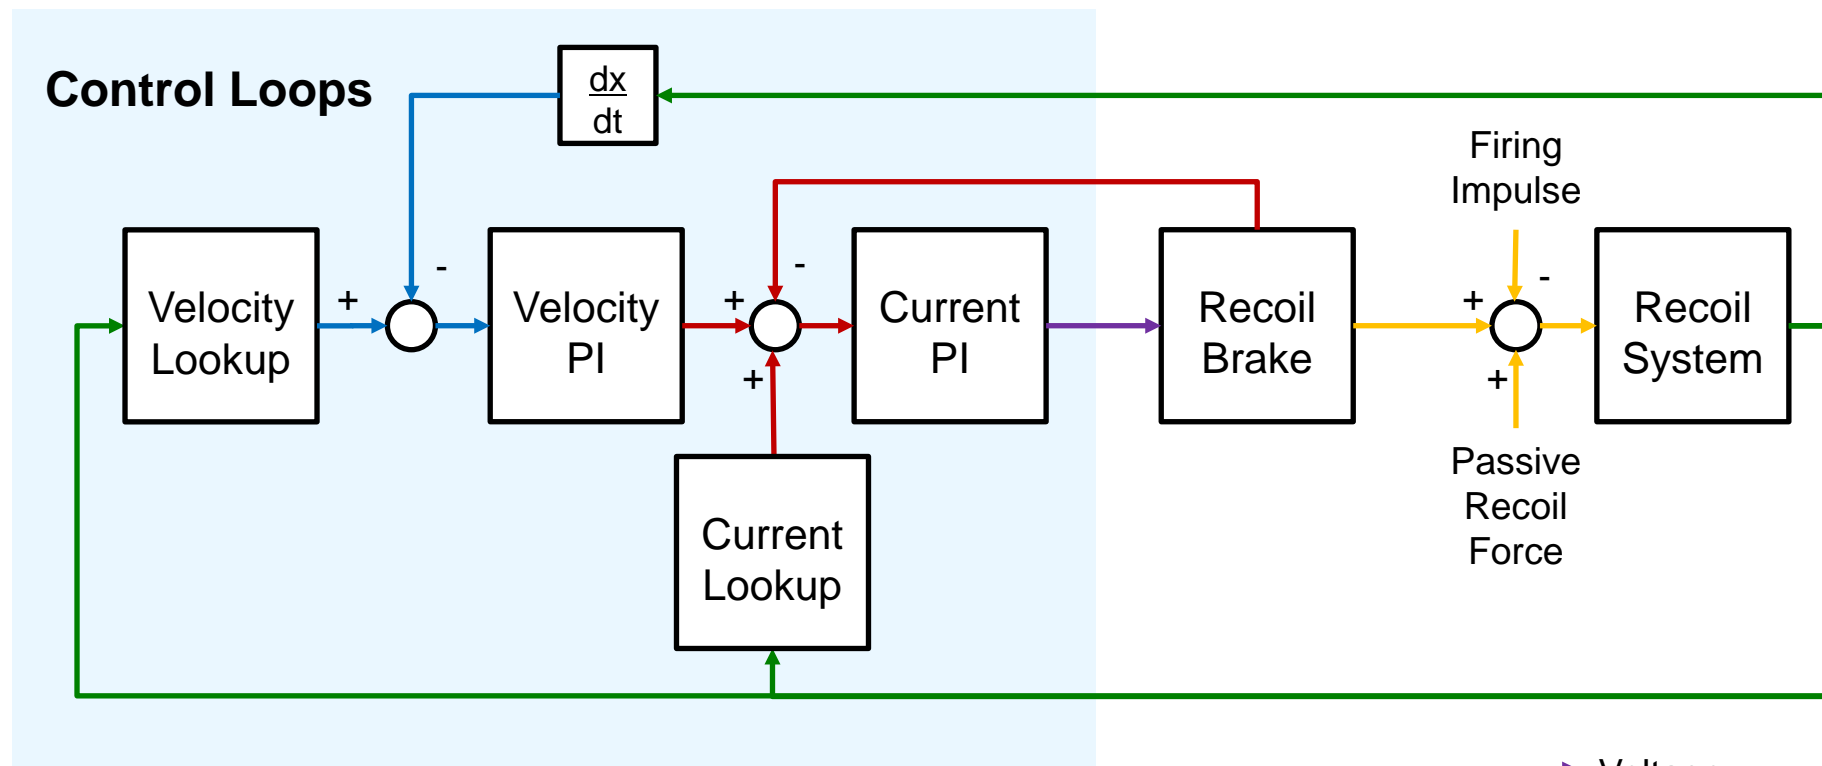 Control Loops
dx
dt
Firing
Impulse
-
-
-
+
+
+
Velocity
Lookup
Velocity
PI
Current
PI
Recoil
Brake
Recoil
System
+
+
Passive
Recoil
Force
Current
Lookup